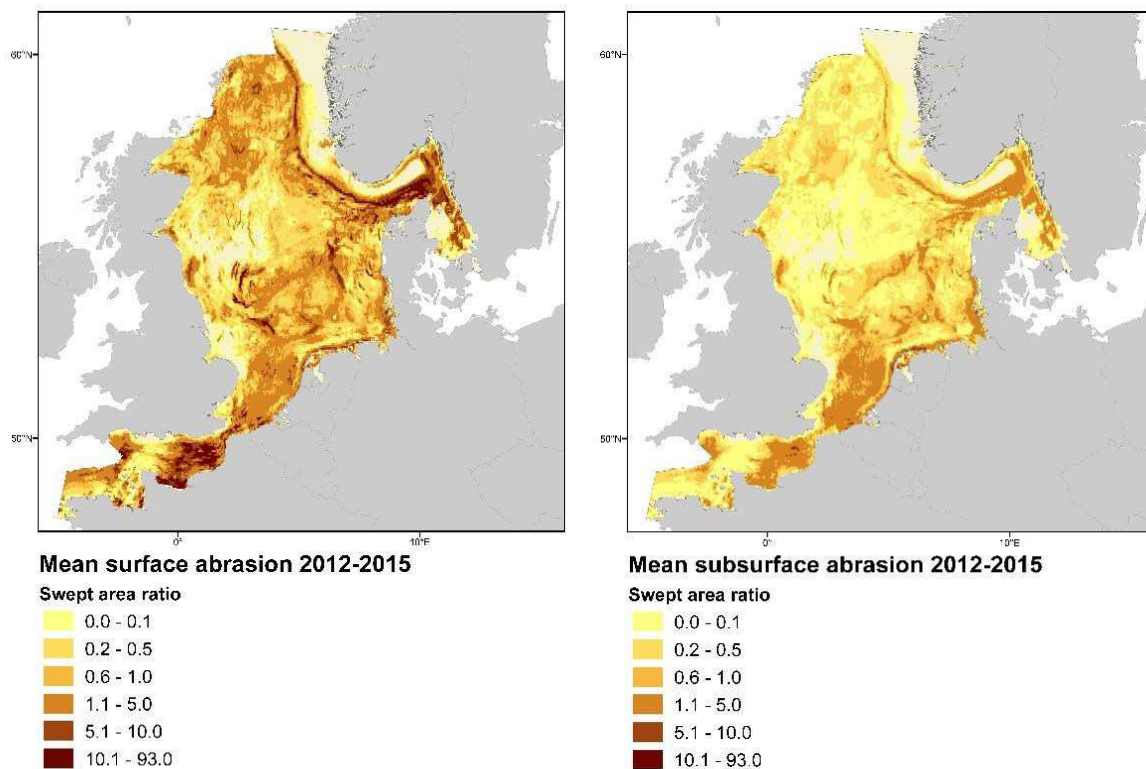 60°N
60°N
50°N
50°N
0°
10°E
0°
10°E
Mean surface abrasion 2012-2015
Swept area ratio
0.0 - 0.1
0.2 - 0.5
0.6 - 1.0
1.1 - 5.0
5.1 - 10.0
10.1 - 93.0
Mean subsurface abrasion 2012-2015
Swept area ratio
0.0 - 0.1
0.2 - 0.5
0.6 - 1.0
1.1 - 5.0
5.1 - 10.0
10.1 - 93.0